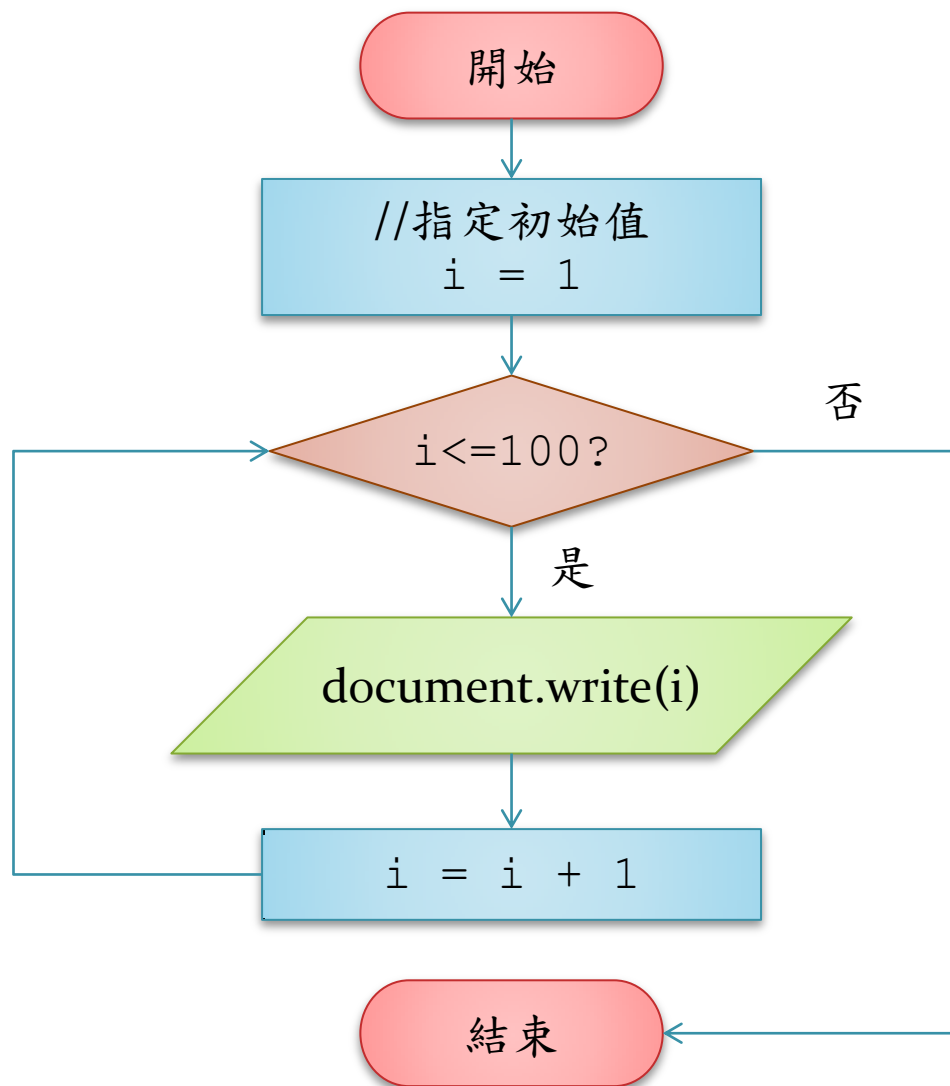 開始
//指定初始值
i = 1
否
i<=100?
是
document.write(i)
i = i + 1
結束